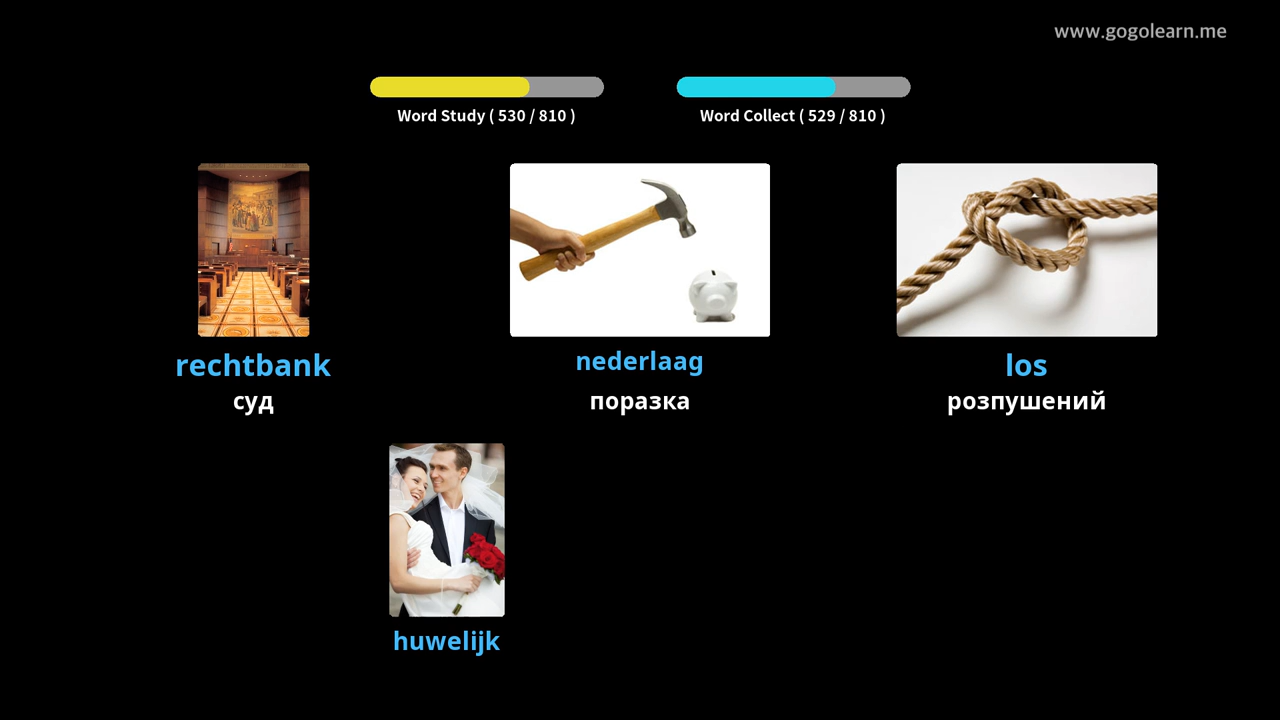 www.gogolearn.me
Word Study ( 530 / 810 )
Word Collect ( 529 / 810 )
rechtbank
nederlaag
los
суд
поразка
розпушений
huwelijk